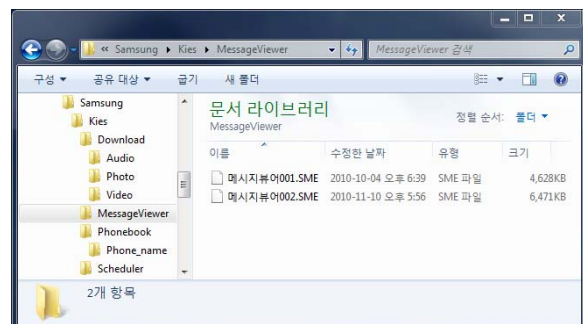 « Samsung ▸ Kies ▸ MessageViewer
MessageViewer 검색
구성 ▼ 공유 대상 ▼ 굽기 새 폴더
Samsung
Kies
Download
Audio
Photo
Video
MessageViewer
Phonebook
Phone_name
Scheduler
문서 라이브러리
MessageViewer
정렬 순서: 폴더 ▼
이름 수정한 날짜 유형 크기
메시지뷰어001.SME 2010-10-04 오후 6:39 SME 파일 4,628KB
메시지뷰어002.SME 2010-11-10 오후 5:56 SME 파일 6,471KB
2개 항목